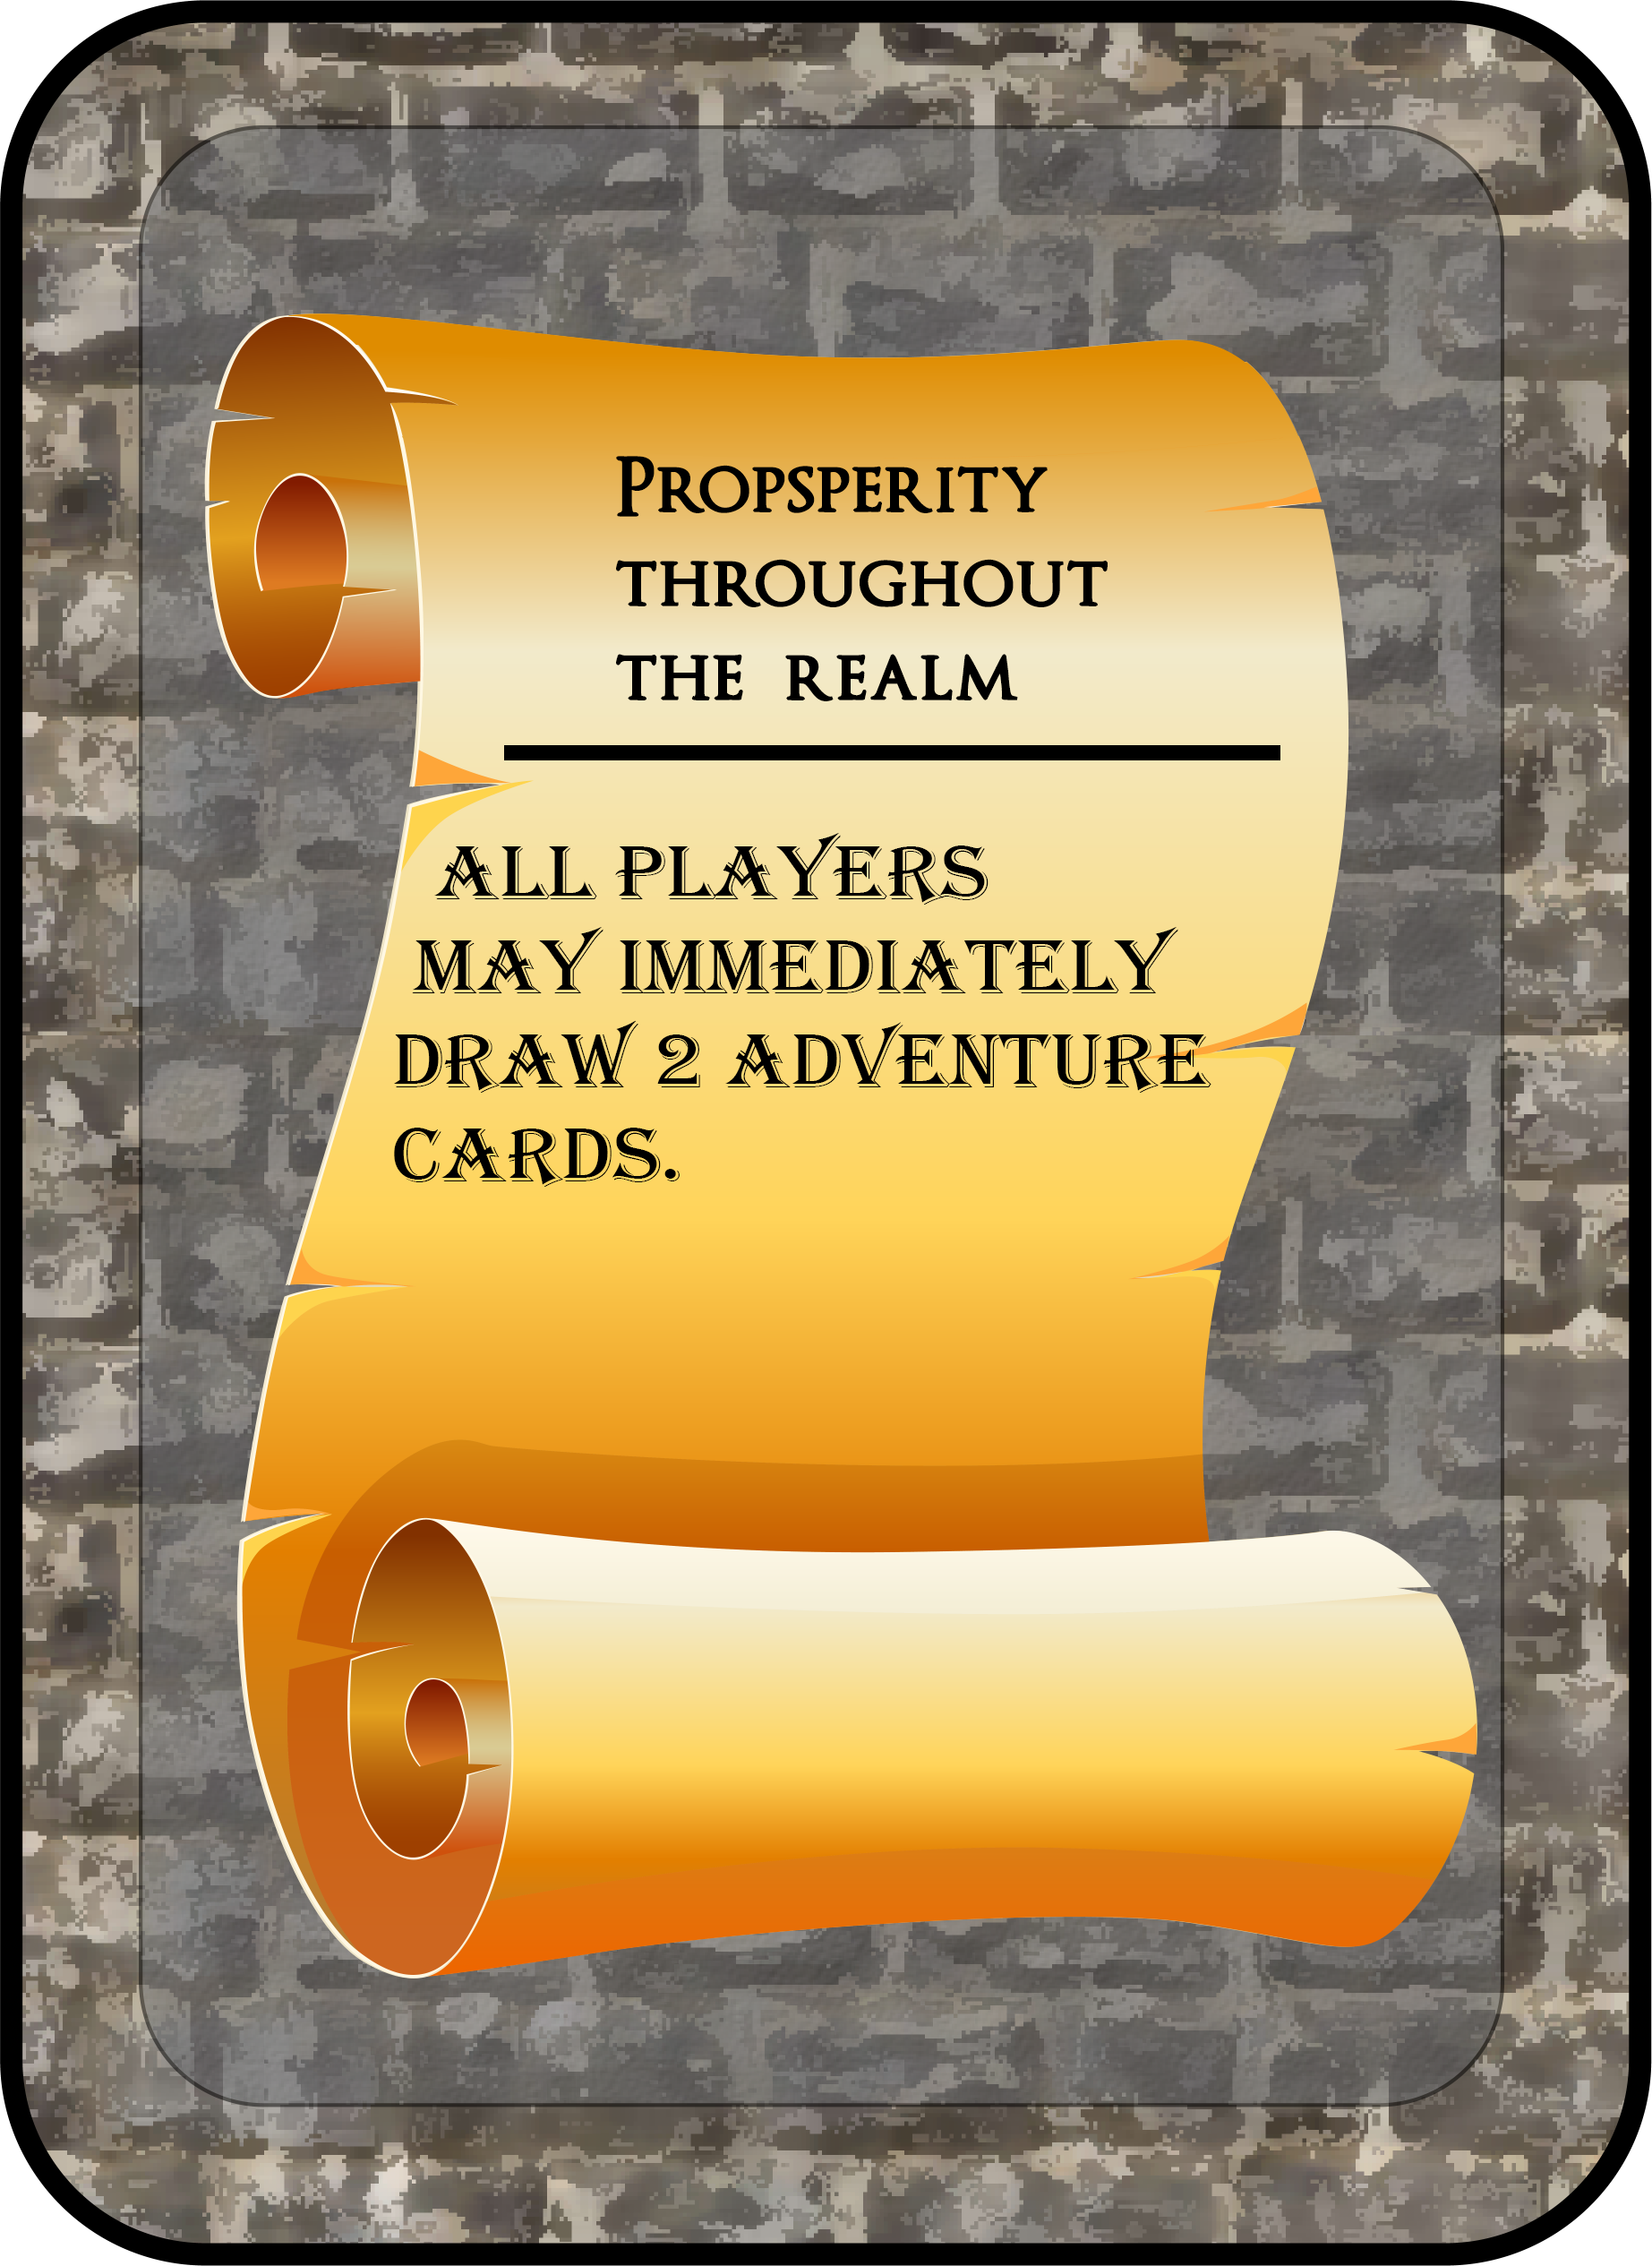 Propsperity
throughout
the realm
All Players
may immediately
draw 2 Adventure
Cards.